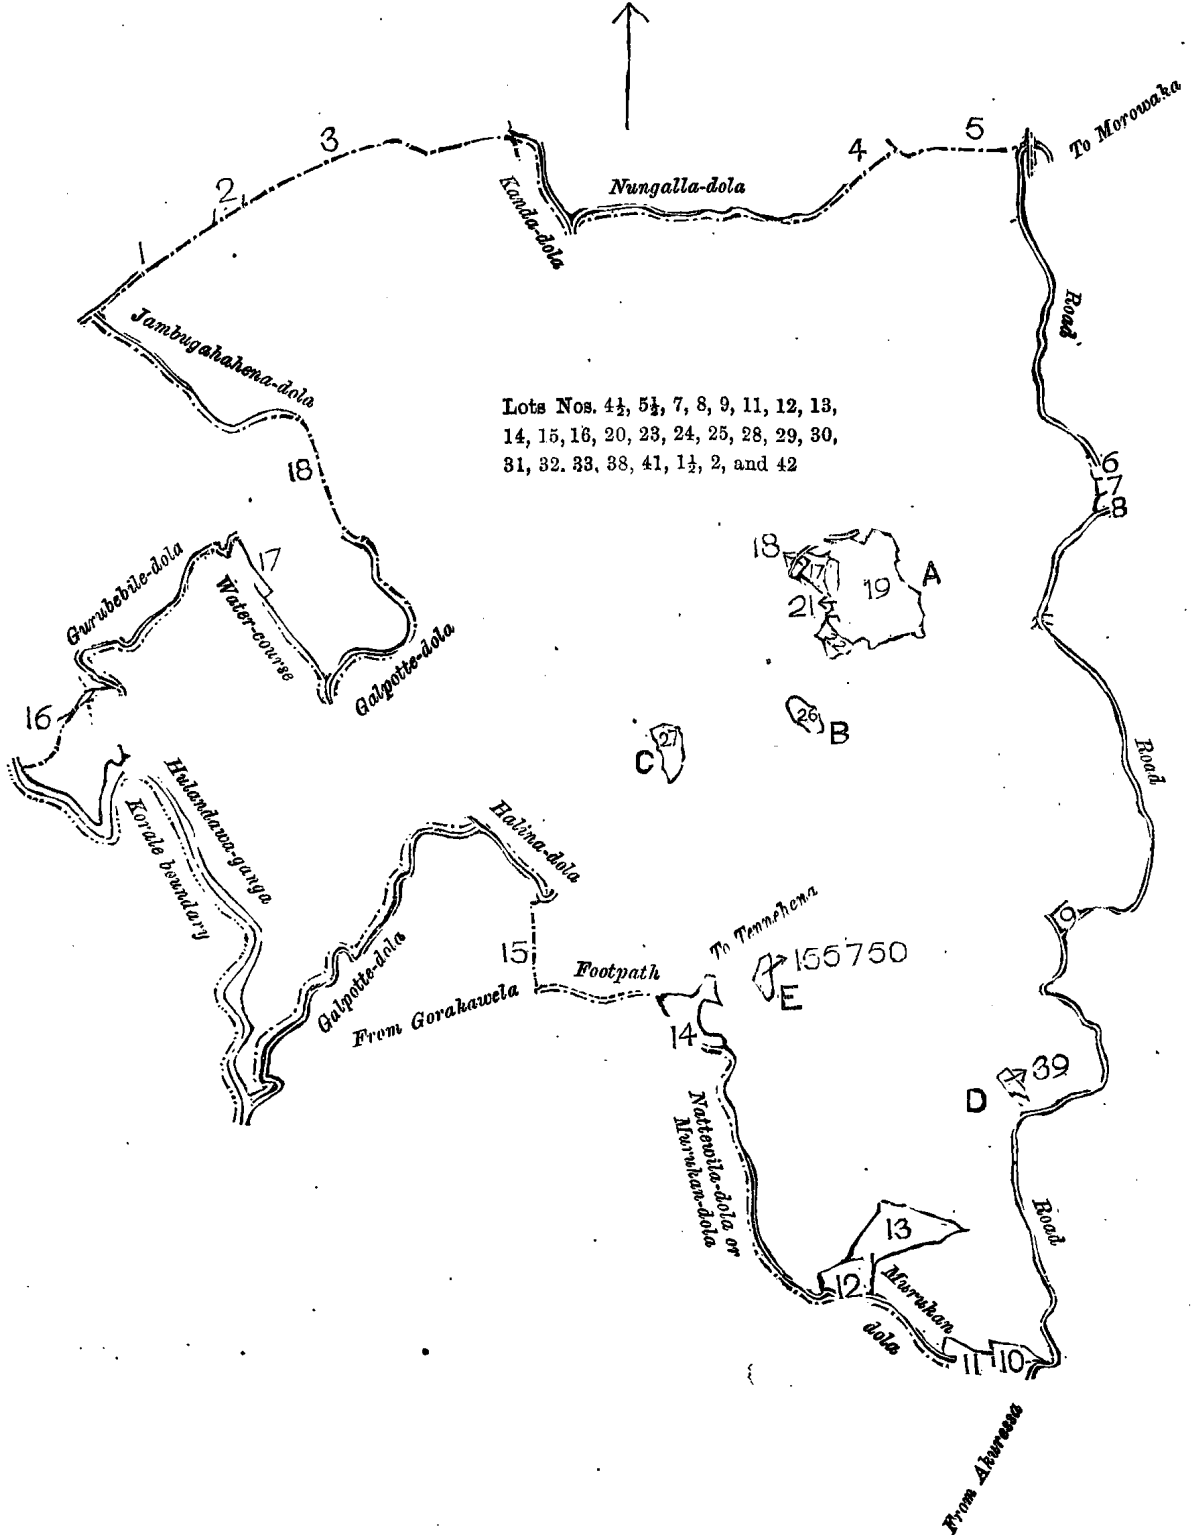 To Morowaka
5
3
4
2
Nungalla-dola
Kanda-dola
1
Road
Jambugahahena-dola
Lots Nos. 4½, 5½, 7, 8, 9, 11, 12, 13,
14, 15, 16, 20, 23, 24, 25, 28, 29, 30,
31, 32. 33, 38, 41, 1½, 2, and 42
18
6
7
8
Gurubebile-dola
17
18
17
19
A
Water-course
21
22
Galpotte-dola
16
26
B
27
C
Road
Hulandawa-ganga
Korale boundary
Halina-dola
9
To Tennehena
15
155750
E
Footpath
Galpotte-dola
From Gorakawela
14
39
D
Nattewila-dola or
Murukan-dola
Road
13
12
Murukan
dola
11
10
From Akuressa